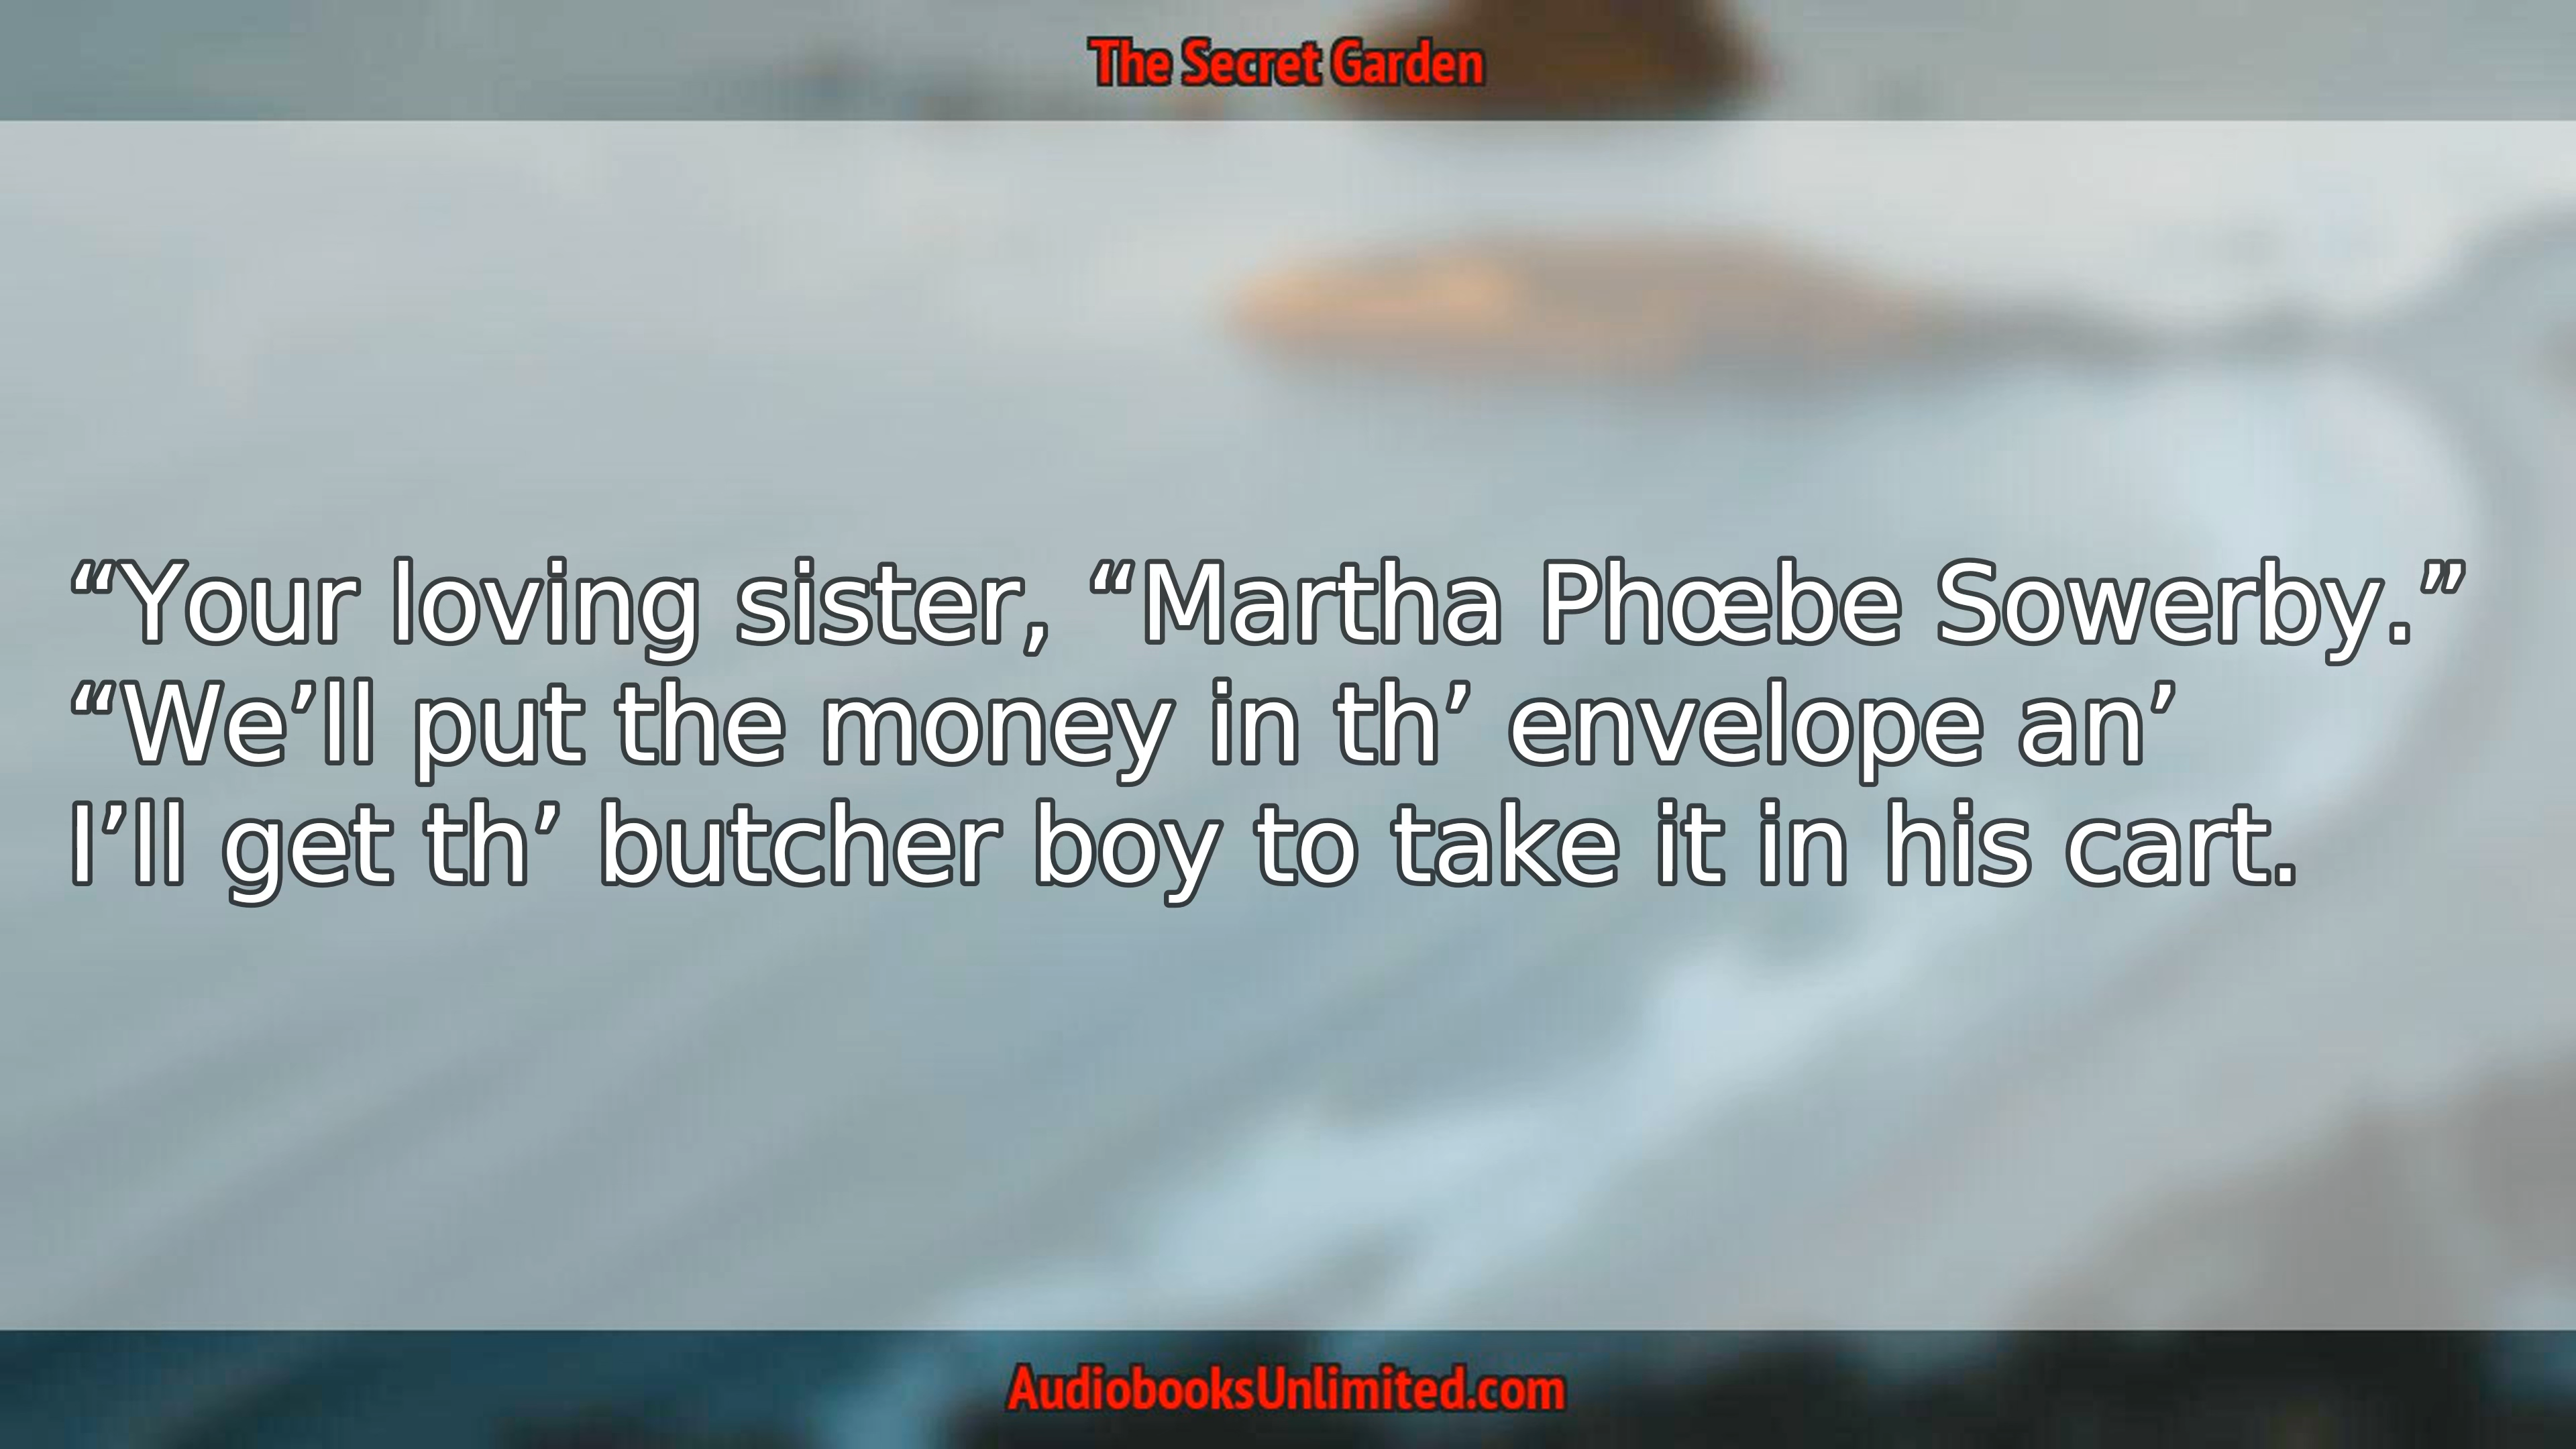 The Secret Garden
“Your loving sister, “Martha Phœbe Sowerby.”
“We’ll put the money in th’ envelope an’
I’ll get th’ butcher boy to take it in his cart.
AudiobooksUnlimited.com